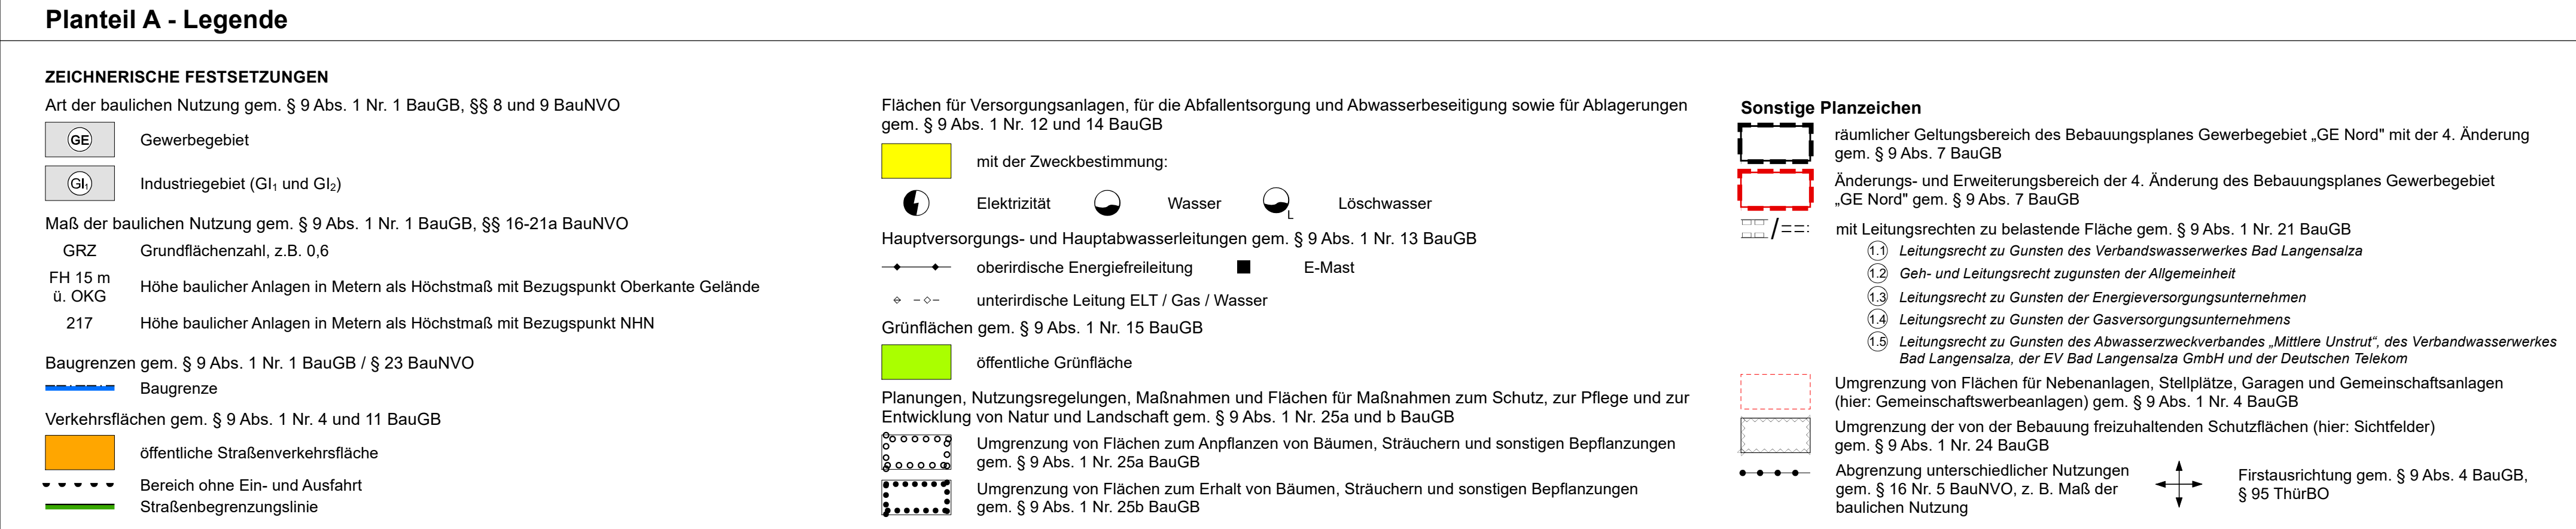 Planteil A - Legende
ZEICHNERISCHE FESTSETZUNGEN
Art der baulichen Nutzung gem. § 9 Abs. 1 Nr. 1 BauGB, §§ 8 und 9 BauNVO
GE Gewerbegebiet
GI₁ Industriegebiet (GI₁ und GI₂)
Maß der baulichen Nutzung gem. § 9 Abs. 1 Nr. 1 BauGB, §§ 16-21a BauNVO
GRZ Grundflächenzahl, z.B. 0,6
FH 15 m
ü. OKG
Höhe baulicher Anlagen in Metern als Höchstmaß mit Bezugspunkt Oberkante Gelände
217 Höhe baulicher Anlagen in Metern als Höchstmaß mit Bezugspunkt NHN
Baugrenzen gem. § 9 Abs. 1 Nr. 1 BauGB / § 23 BauNVO
Baugrenze
Verkehrsflächen gem. § 9 Abs. 1 Nr. 4 und 11 BauGB
öffentliche Straßenverkehrsfläche
Bereich ohne Ein- und Ausfahrt
Straßenbegrenzungslinie
Flächen für Versorgungsanlagen, für die Abfallentsorgung und Abwasserbeseitigung sowie für Ablagerungen
gem. § 9 Abs. 1 Nr. 12 und 14 BauGB
mit der Zweckbestimmung:
Elektrizität Wasser L Löschwasser
Hauptversorgungs- und Hauptabwasserleitungen gem. § 9 Abs. 1 Nr. 13 BauGB
oberirdische Energiefreileitung E-Mast
unterirdische Leitung ELT / Gas / Wasser
Grünflächen gem. § 9 Abs. 1 Nr. 15 BauGB
öffentliche Grünfläche
Planungen, Nutzungsregelungen, Maßnahmen und Flächen für Maßnahmen zum Schutz, zur Pflege und zur
Entwicklung von Natur und Landschaft gem. § 9 Abs. 1 Nr. 25a und b BauGB
Umgrenzung von Flächen zum Anpflanzen von Bäumen, Sträuchern und sonstigen Bepflanzungen
gem. § 9 Abs. 1 Nr. 25a BauGB
Umgrenzung von Flächen zum Erhalt von Bäumen, Sträuchern und sonstigen Bepflanzungen
gem. § 9 Abs. 1 Nr. 25b BauGB
Sonstige Planzeichen
räumlicher Geltungsbereich des Bebauungsplanes Gewerbegebiet „GE Nord" mit der 4. Änderung
gem. § 9 Abs. 7 BauGB
Änderungs- und Erweiterungsbereich der 4. Änderung des Bebauungsplanes Gewerbegebiet
„GE Nord" gem. § 9 Abs. 7 BauGB
mit Leitungsrechten zu belastende Fläche gem. § 9 Abs. 1 Nr. 21 BauGB
1.1 Leitungsrecht zu Gunsten des Verbandswasserwerkes Bad Langensalza
1.2 Geh- und Leitungsrecht zugunsten der Allgemeinheit
1.3 Leitungsrecht zu Gunsten der Energieversorgungsunternehmen
1.4 Leitungsrecht zu Gunsten der Gasversorgungsunternehmens
1.5 Leitungsrecht zu Gunsten des Abwasserzweckverbandes „Mittlere Unstrut“, des Verbandwasserwerkes
Bad Langensalza, der EV Bad Langensalza GmbH und der Deutschen Telekom
Umgrenzung von Flächen für Nebenanlagen, Stellplätze, Garagen und Gemeinschaftsanlagen
(hier: Gemeinschaftswerbeanlagen) gem. § 9 Abs. 1 Nr. 4 BauGB
Umgrenzung der von der Bebauung freizuhaltenden Schutzflächen (hier: Sichtfelder)
gem. § 9 Abs. 1 Nr. 24 BauGB
Abgrenzung unterschiedlicher Nutzungen
gem. § 16 Nr. 5 BauNVO, z. B. Maß der
baulichen Nutzung
Firstausrichtung gem. § 9 Abs. 4 BauGB,
§ 95 ThürBO